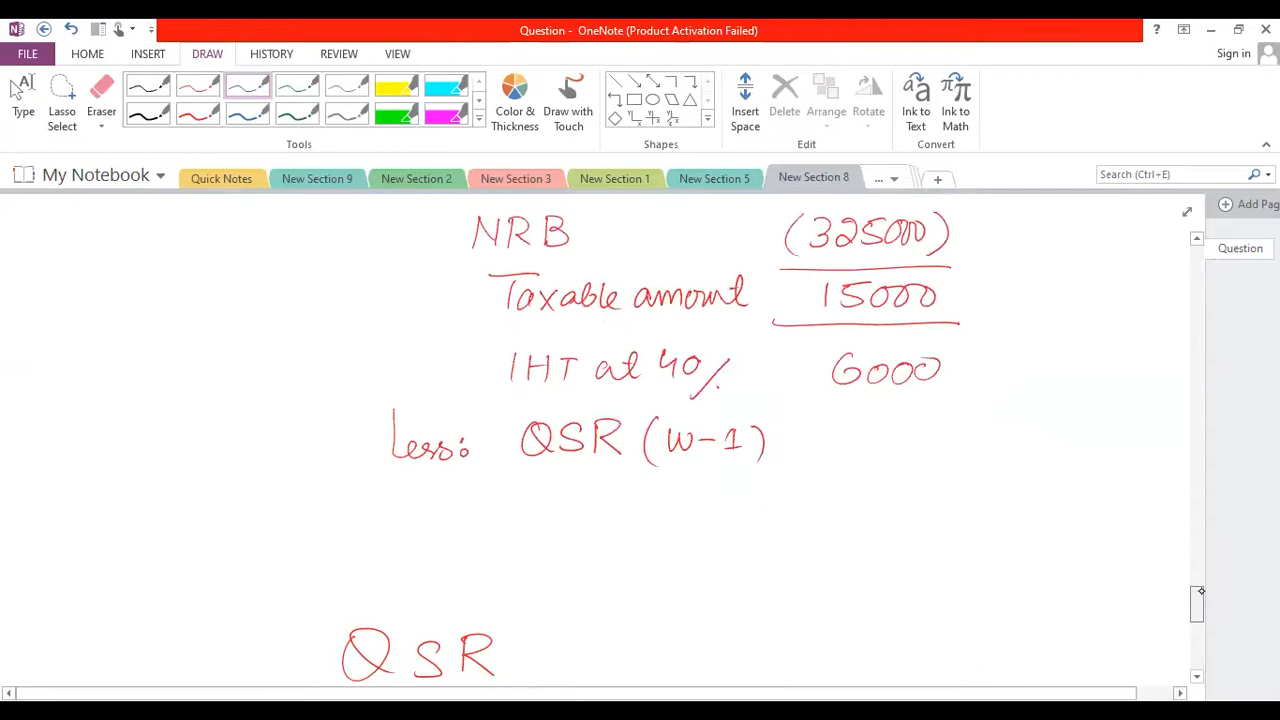 Question - OneNote (Product Activation Failed)
FILE HOME INSERT DRAW HISTORY REVIEW VIEW
Sign in
Type Lasso Select Eraser Color & Thickness Draw with Touch Insert Space Delete Arrange Rotate Ink to Text Ink to Math
Tools Shapes Edit Convert
My Notebook Quick Notes New Section 9 New Section 2 New Section 3 New Section 1 New Section 5 New Section 8 ... Search (Ctrl+E)
Add Pag
Question
NRB (325000)
Taxable amount 15000
IHT at 40% 6000
Less: QSR (W-1)
QSR